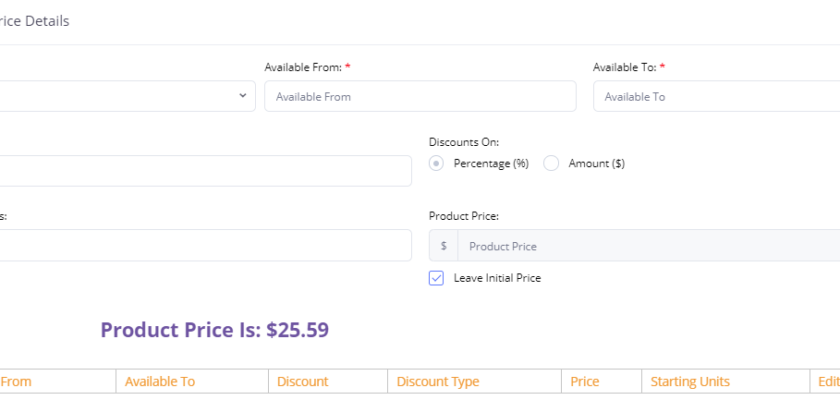 rice Details
Available From: *
Available To: *
Available From
Available To
Discounts On:
Percentage (%)
Amount ($)
s:
Product Price:
$ Product Price
Leave Initial Price
Product Price Is: $25.59
From Available To Discount Discount Type Price Starting Units Edit